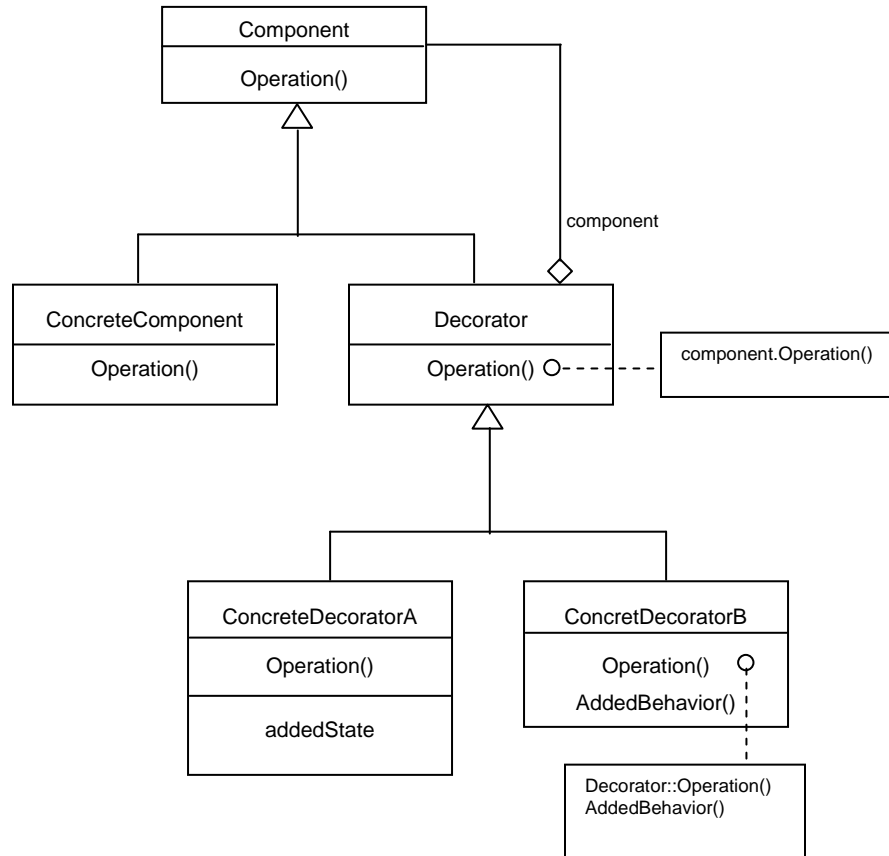 Component
Operation()
component
ConcreteComponent
Operation()
Decorator
Operation()
component.Operation()
ConcreteDecoratorA
Operation()
addedState
ConcretDecoratorB
Operation()
AddedBehavior()
Decorator::Operation()
AddedBehavior()